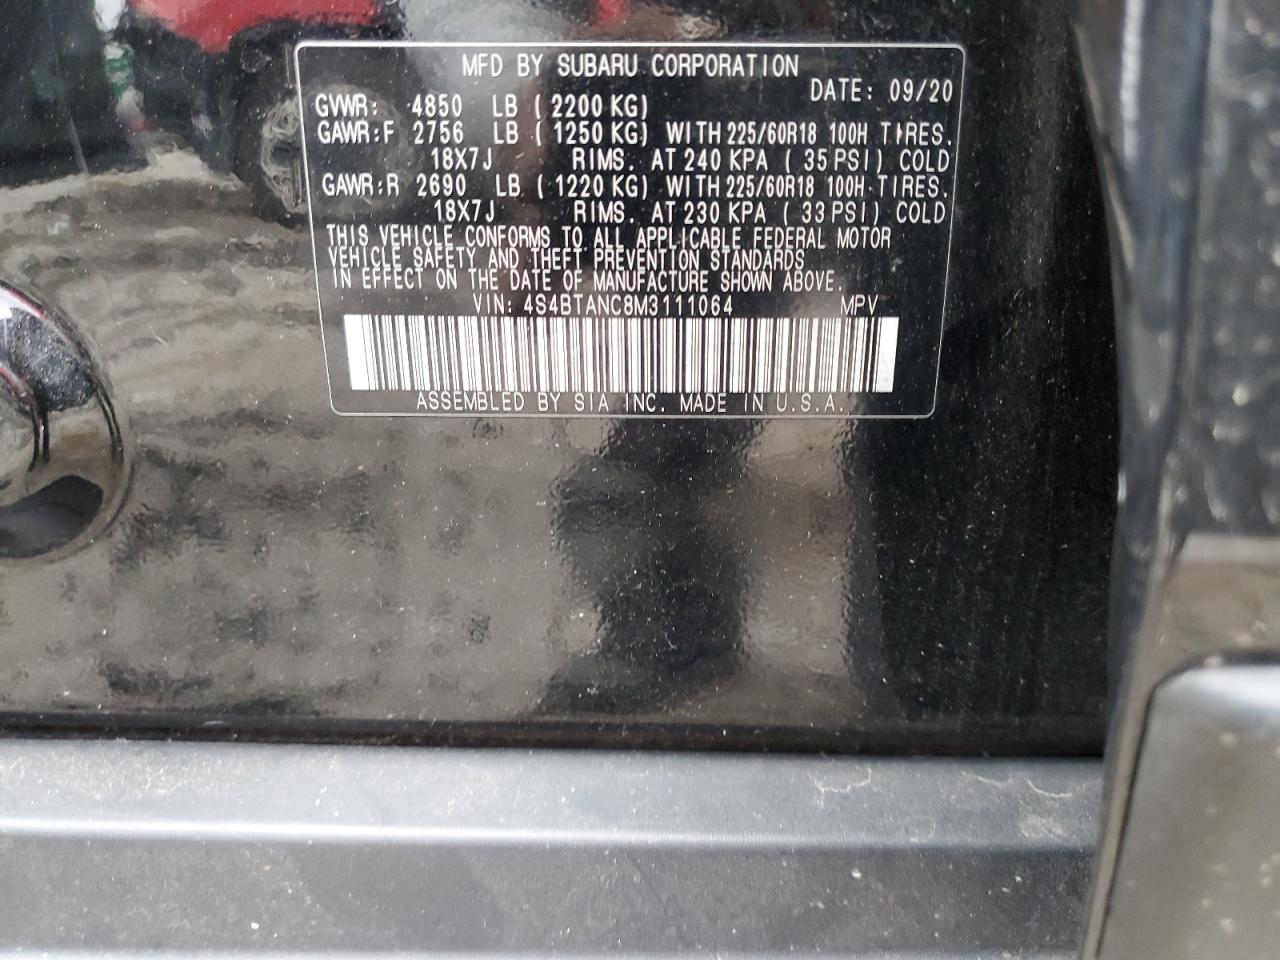 MFD BY SUBARU CORPORATION
DATE: 09/20
GVWR: 4850 LB ( 2200 KG)
GAWR:F 2756 LB ( 1250 KG) WITH 225/60R18 100H TIRES.
18X7J RIMS. AT 240 KPA ( 35 PSI) COLD
GAWR:R 2690 LB ( 1220 KG) WITH 225/60R18 100H TIRES.
18X7J RIMS. AT 230 KPA ( 33 PSI) COLD
THIS VEHICLE CONFORMS TO ALL APPLICABLE FEDERAL MOTOR
VEHICLE SAFETY AND THEFT PREVENTION STANDARDS
IN EFFECT ON THE DATE OF MANUFACTURE SHOWN ABOVE.
VIN: 4S4BTANC8M3111064 MPV
ASSEMBLED BY SIA INC. MADE IN U.S.A.